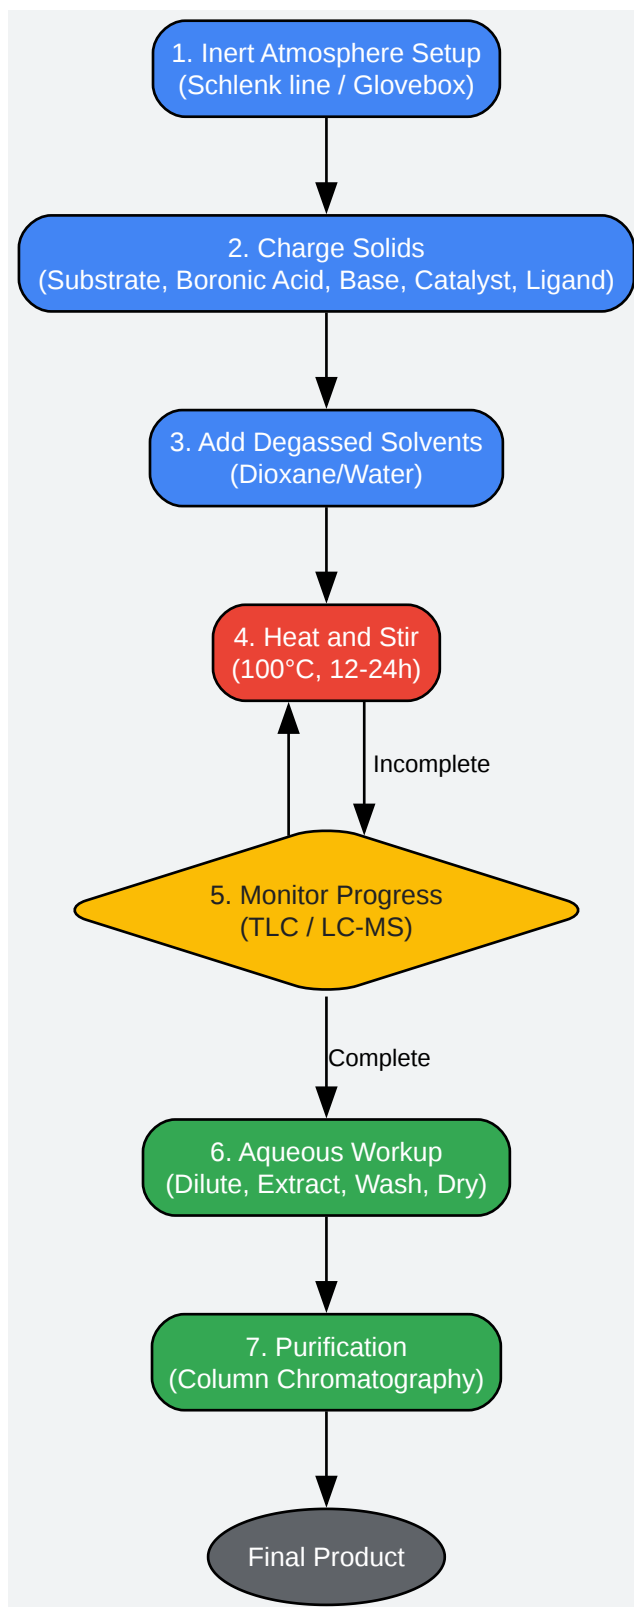 1. Inert Atmosphere Setup
(Schlenk line / Glovebox)
2. Charge Solids
(Substrate, Boronic Acid, Base, Catalyst, Ligand)
3. Add Degassed Solvents
(Dioxane/Water)
4. Heat and Stir
(100°C, 12-24h)
Incomplete
5. Monitor Progress
(TLC / LC-MS)
Complete
6. Aqueous Workup
(Dilute, Extract, Wash, Dry)
7. Purification
(Column Chromatography)
Final Product